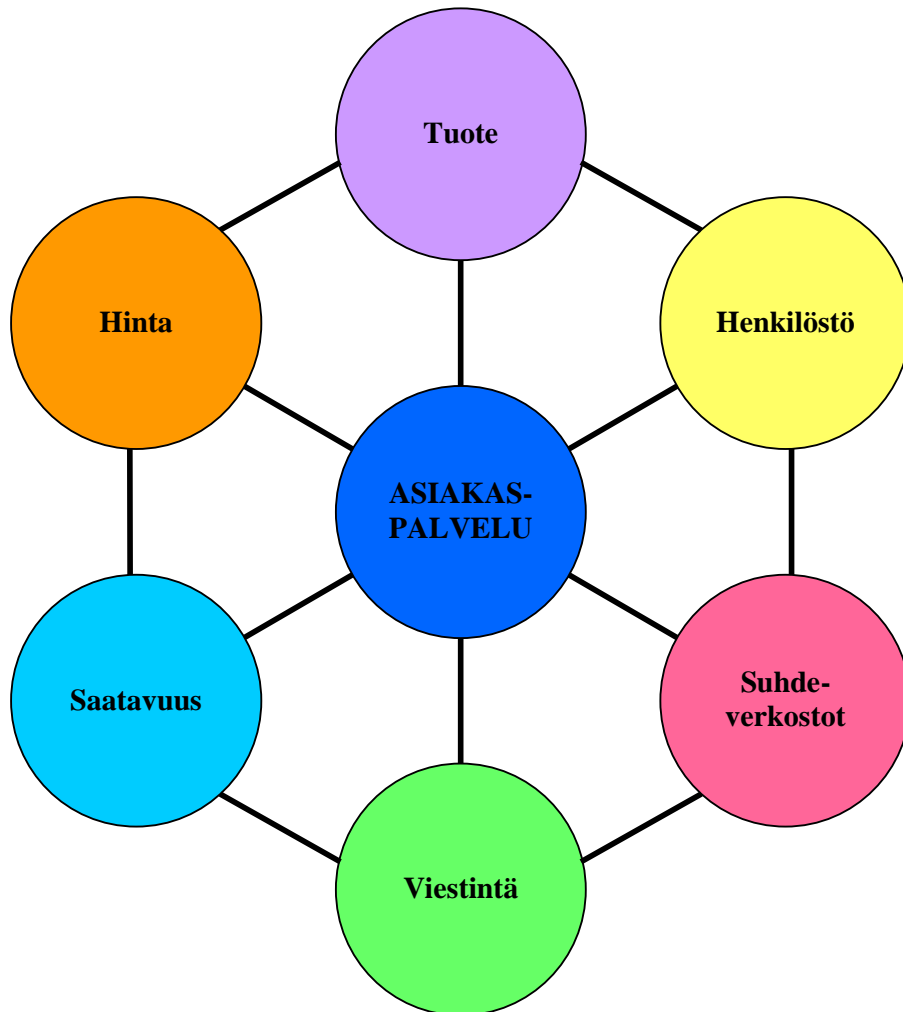 Tuote
Hinta
Henkilöstö
ASIAKAS-
PALVELU
Saatavuus
Suhde-
verkostot
Viestintä